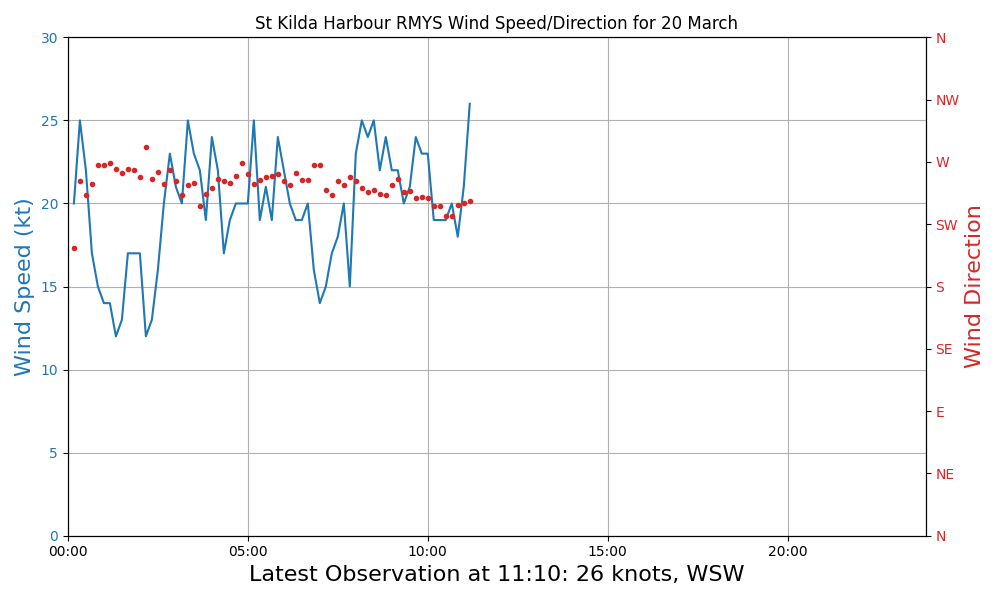 St Kilda Harbour RMYS Wind Speed/Direction for 20 March
Wind Speed (kt)
30
25
20
15
10
5
0
N
NW
W
SW
S
SE
E
NE
N
Wind Direction
00:00 05:00 10:00 15:00 20:00
Latest Observation at 11:10: 26 knots, WSW